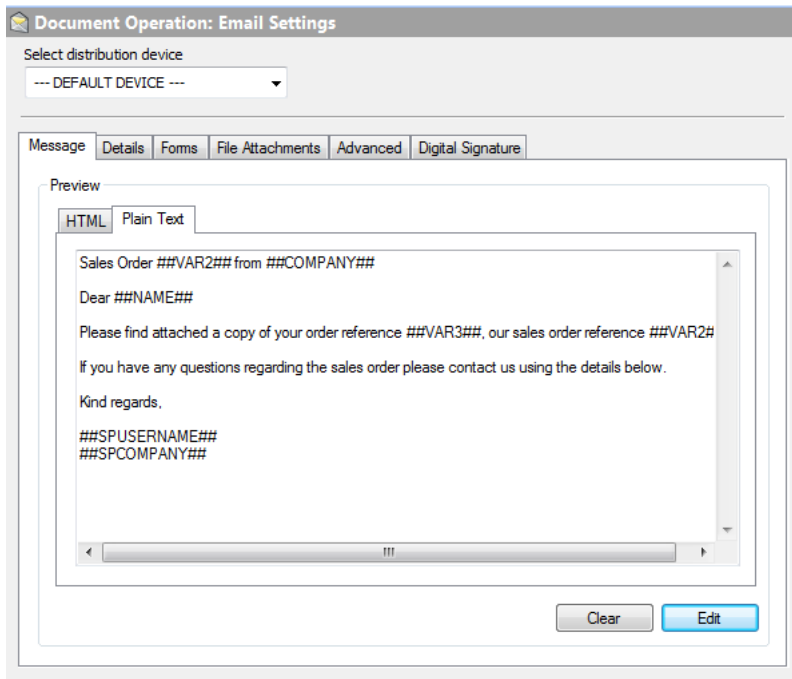 Document Operation: Email Settings
Select distribution device
--- DEFAULT DEVICE ---
Message Details Forms File Attachments Advanced Digital Signature
Preview
HTML Plain Text
Sales Order ##VAR2## from ##COMPANY##
Dear ##NAME##
Please find attached a copy of your order reference ##VAR3##, our sales order reference ##VAR2#
If you have any questions regarding the sales order please contact us using the details below.
Kind regards,
##SPUSERNAME##
##SPCOMPANY##
Clear Edit